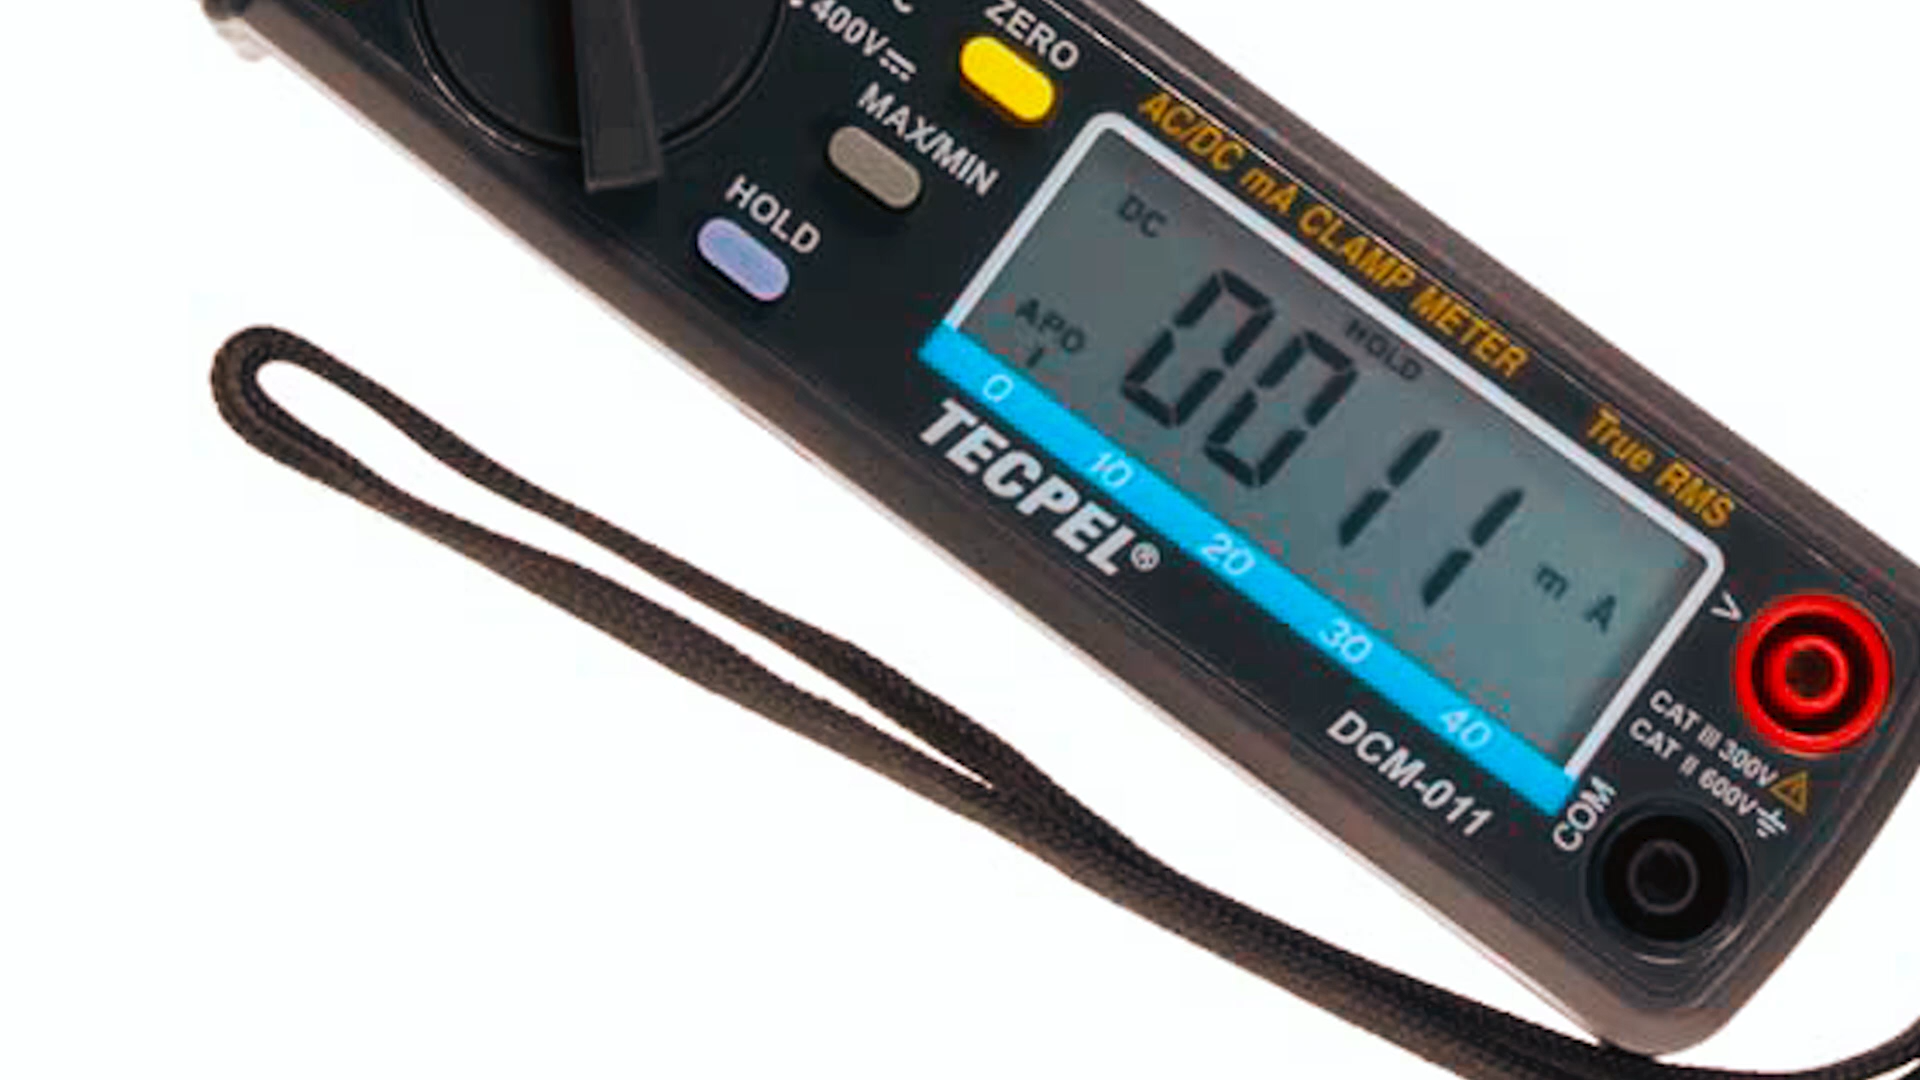 400V
ZERO
MAX/MIN
HOLD
AC/DC mA CLAMP METER
True RMS
DC
APO
HOLD
0011
m A
0 10 20 30 40
TECPEL®
DCM-011
V
CAT III 300V
CAT II 600V
COM